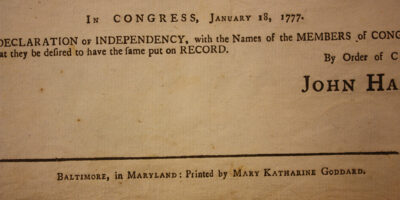 In CONGRESS, January 18, 1777.
DECLARATION of INDEPENDENCY, with the Names of the MEMBERS of CONG
at they be deſired to have the ſame put on RECORD.
By Order of C
John Ha
Baltimore, in Maryland: Printed by Mary Katharine Goddard.